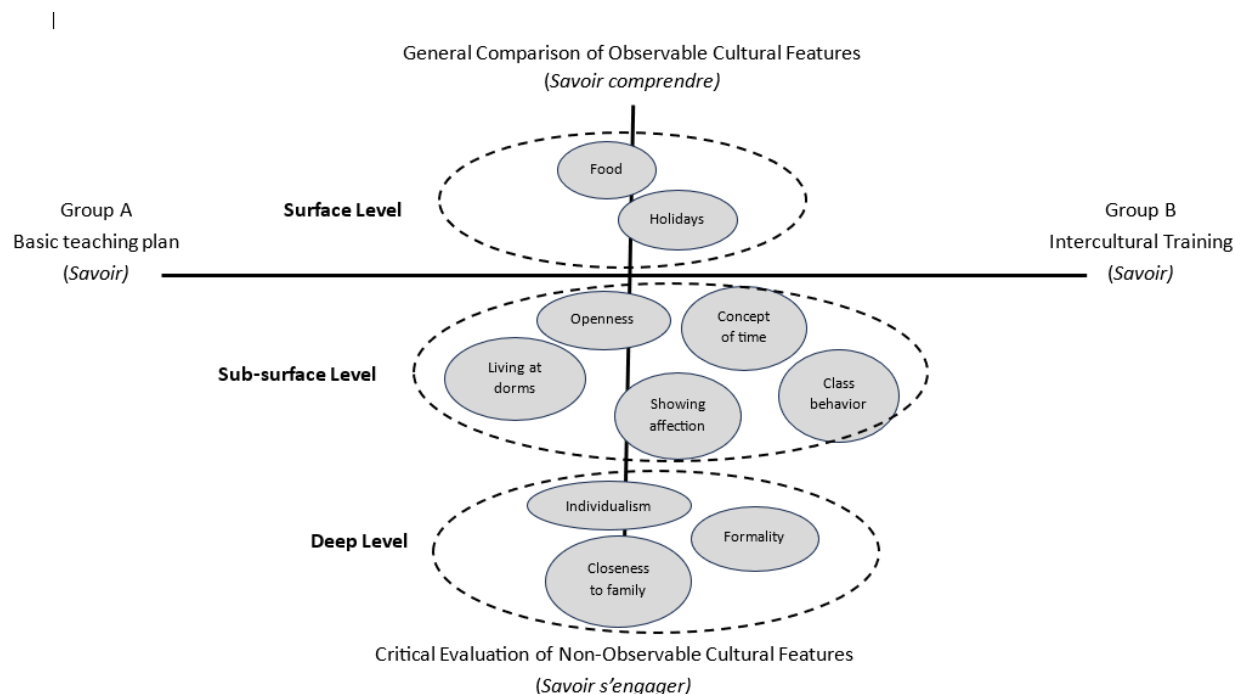 General Comparison of Observable Cultural Features
(Savoir comprendre)
Food
Surface Level
Holidays
Group A
Basic teaching plan
(Savoir)
Group B
Intercultural Training
(Savoir)
Openness
Concept
of time
Sub-surface Level
Living at
dorms
Showing
affection
Class
behavior
Individualism
Deep Level
Formality
Closeness
to family
Critical Evaluation of Non-Observable Cultural Features
(Savoir s’engager)